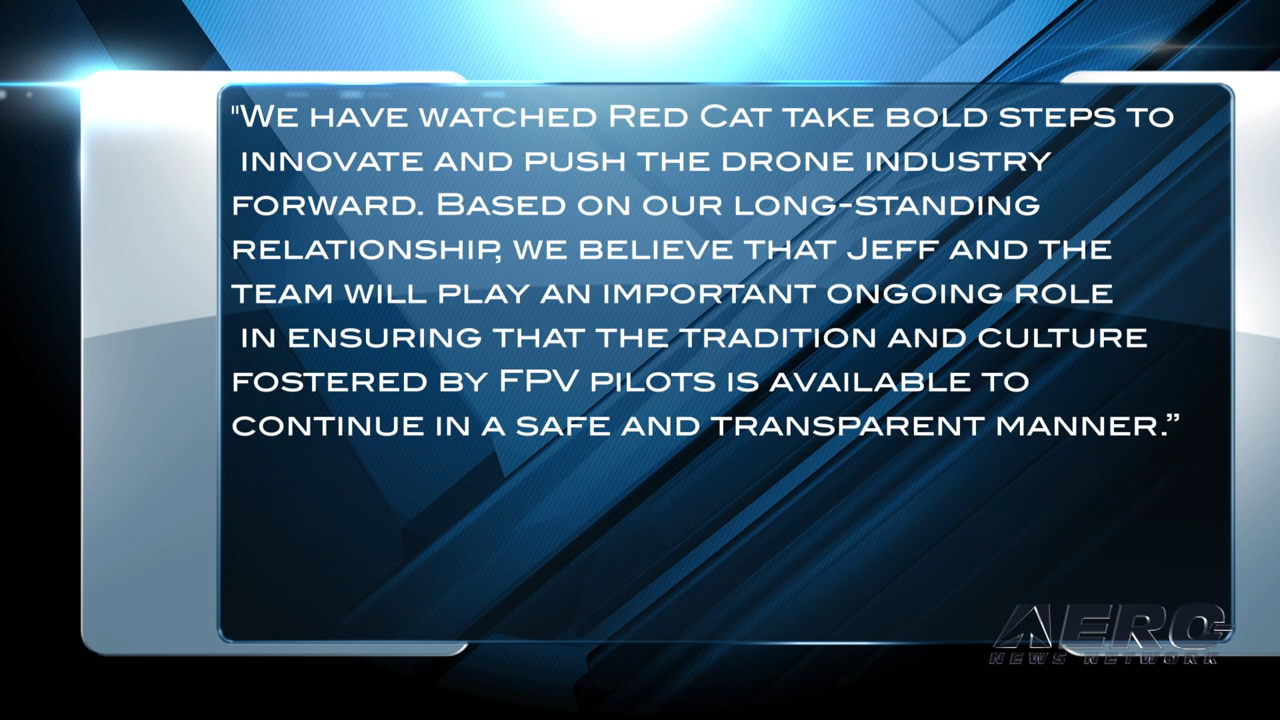 "We have watched Red Cat take bold steps to
innovate and push the drone industry
forward. Based on our long-standing
relationship, we believe that Jeff and the
team will play an important ongoing role
in ensuring that the tradition and culture
fostered by FPV pilots is available to
continue in a safe and transparent manner.”
AERO
NEWS NETWORK